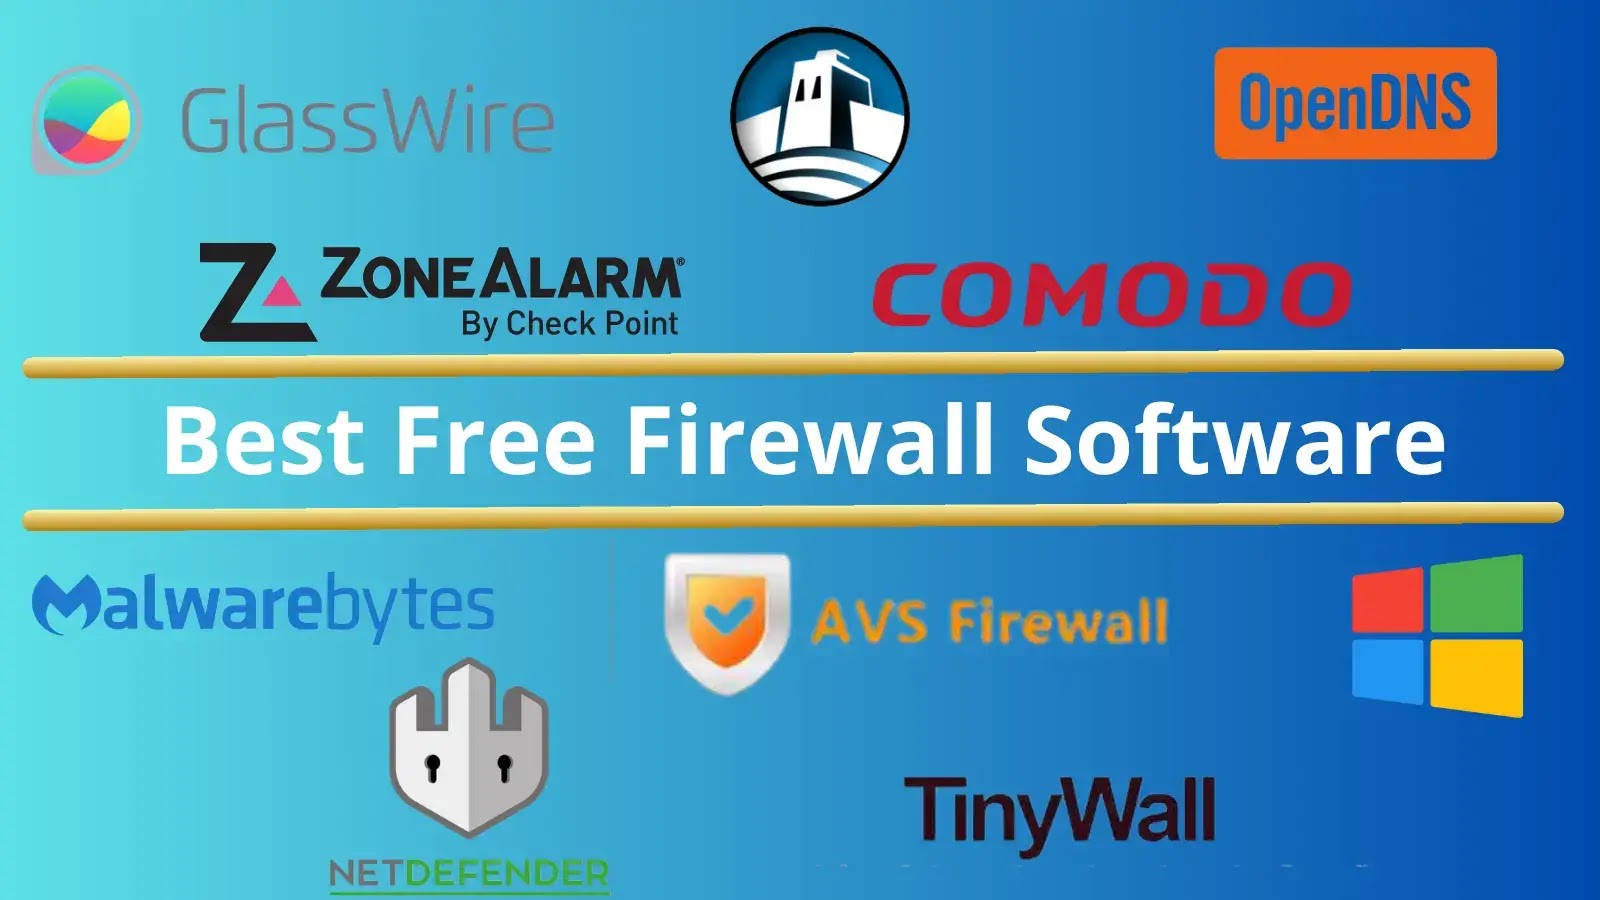 GlassWire
OpenDNS
ZONEALARM®
By Check Point
COMODO
Best Free Firewall Software
Malwarebytes
AVS Firewall
NETDEFENDER
TinyWall